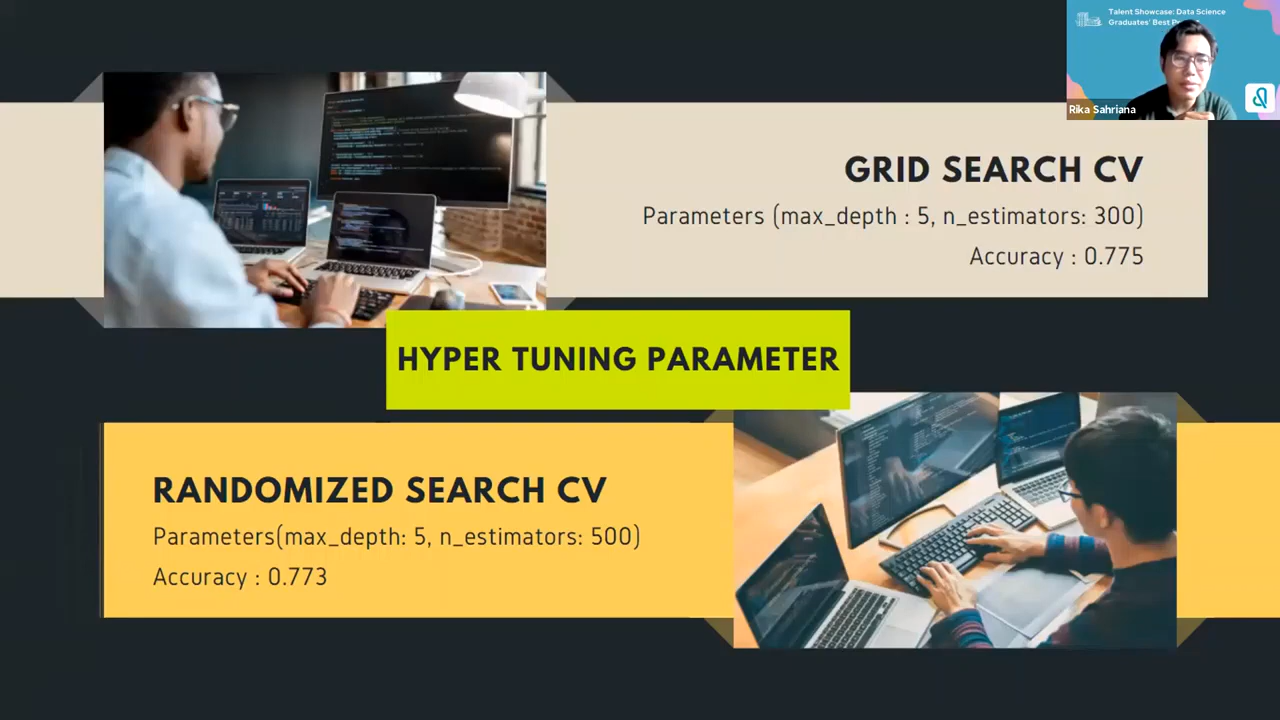 Talent Showcase: Data Science
Graduates' Best
Rika Sahriana
GRID SEARCH CV
Parameters (max_depth : 5, n_estimators: 300)
Accuracy : 0.775
HYPER TUNING PARAMETER
RANDOMIZED SEARCH CV
Parameters(max_depth: 5, n_estimators: 500)
Accuracy : 0.773